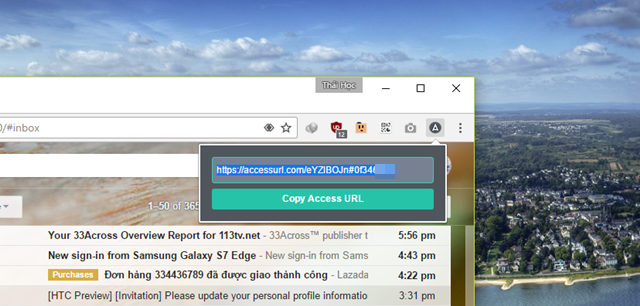 Thái Học
0/#inbox
12
A
https://accessurl.com/eYZIBOJn#0f346
Copy Access URL
1–50 of 365
Your 33Across Overview Report for 113tv.net - 33Across™ publisher t 5:56 pm
New sign-in from Samsung Galaxy S7 Edge - New sign-in from Sams 4:43 pm
Purchases Đơn hàng 334436789 đã được giao thành công - Lazada 4:22 pm
[HTC Preview] [Invitation] Please update your personal profile informatio 3:31 pm